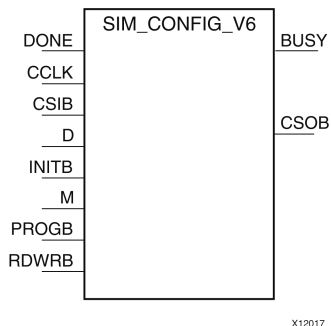 SIM_CONFIG_V6
DONE
BUSY
CCLK
CSIB
CSOB
D
INITB
M
PROGB
RDWRB
X12017